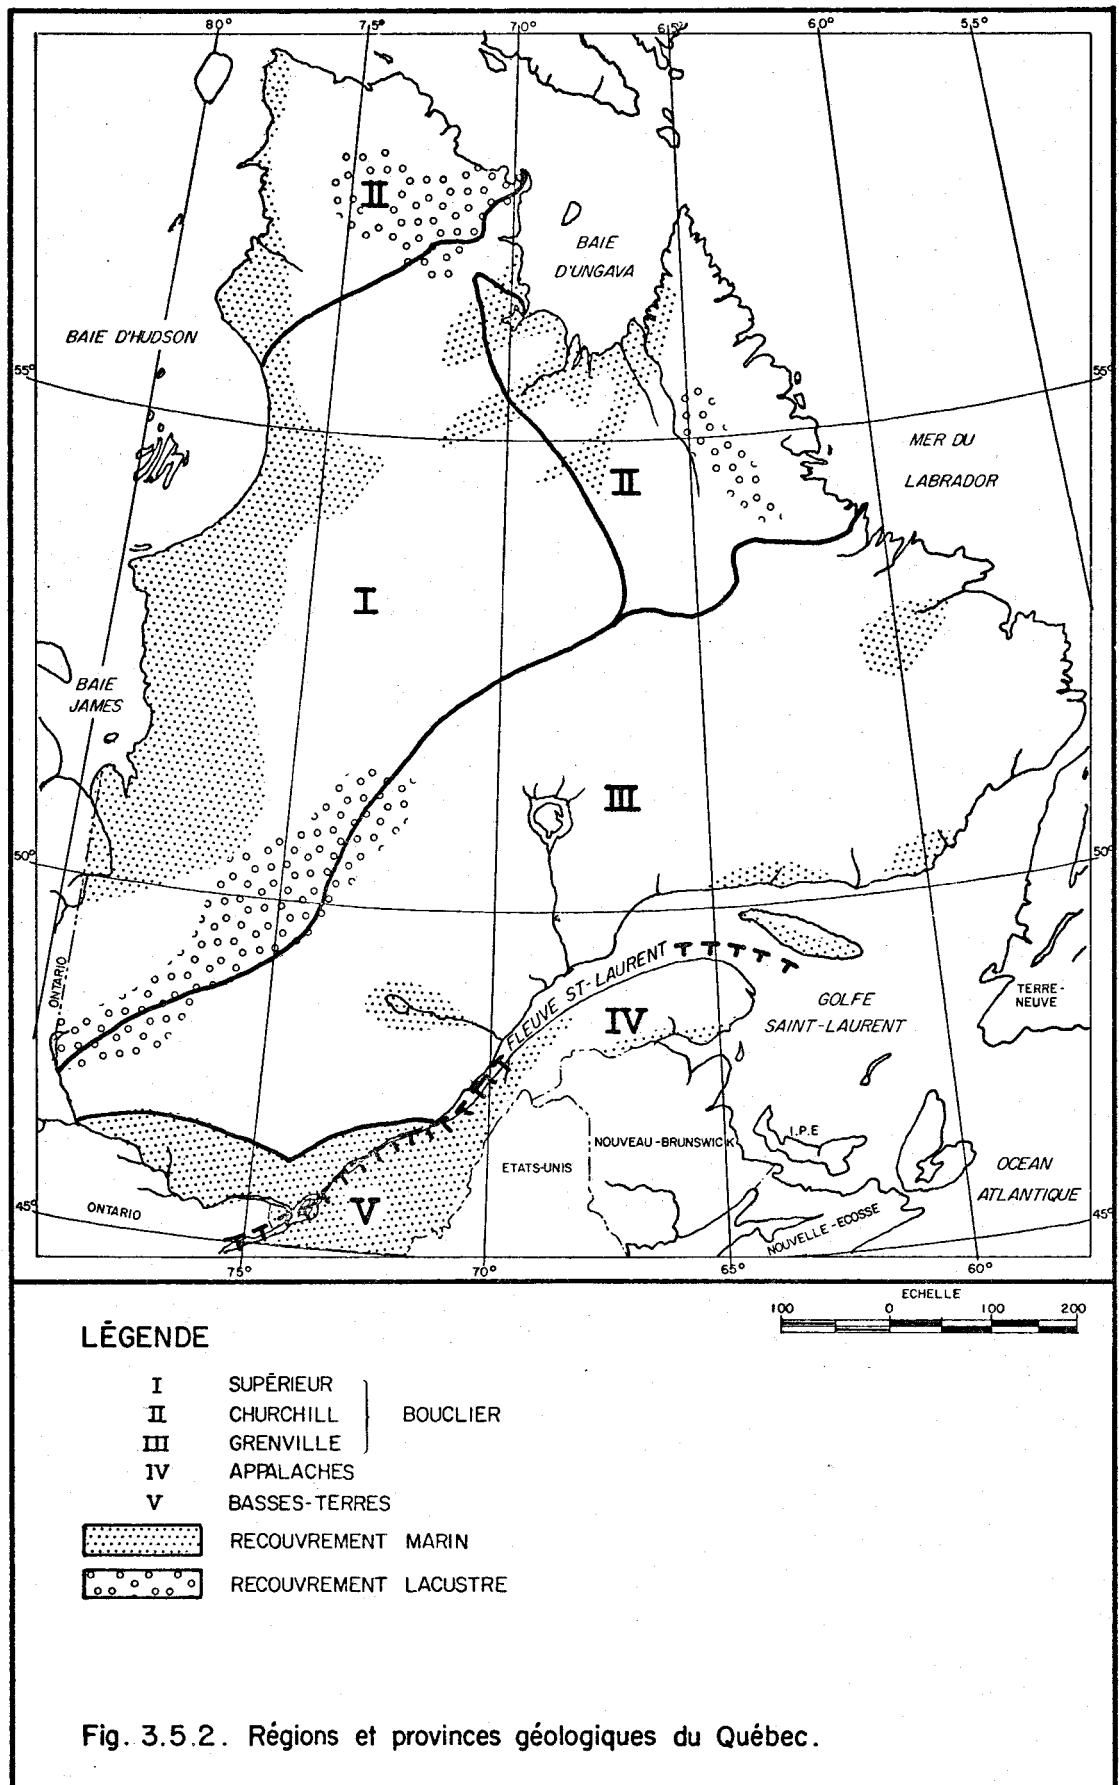 80° 75° 70° 65° 60° 55°
II
BAIE
D'UNGAVA
BAIE D'HUDSON
55° 55°
MER DU
LABRADOR
II
I
BAIE
JAMES
III
50° 50°
ONTARIO
FLEUVE ST-LAURENT
IV
GOLFE
SAINT-LAURENT
TERRE-
NEUVE
NOUVEAU-BRUNSWICK
I.P.E
ETATS-UNIS
OCEAN
ATLANTIQUE
ONTARIO
V
NOUVELLE-ECOSSE
45° 45°
75° 70° 65° 60°
ECHELLE
100 0 100 200
LÉGENDE
I SUPÉRIEUR
II CHURCHILL BOUCLIER
III GRENVILLE
IV APPALACHES
V BASSES-TERRES
RECOUVREMENT MARIN
RECOUVREMENT LACUSTRE
Fig. 3.5.2. Régions et provinces géologiques du Québec.